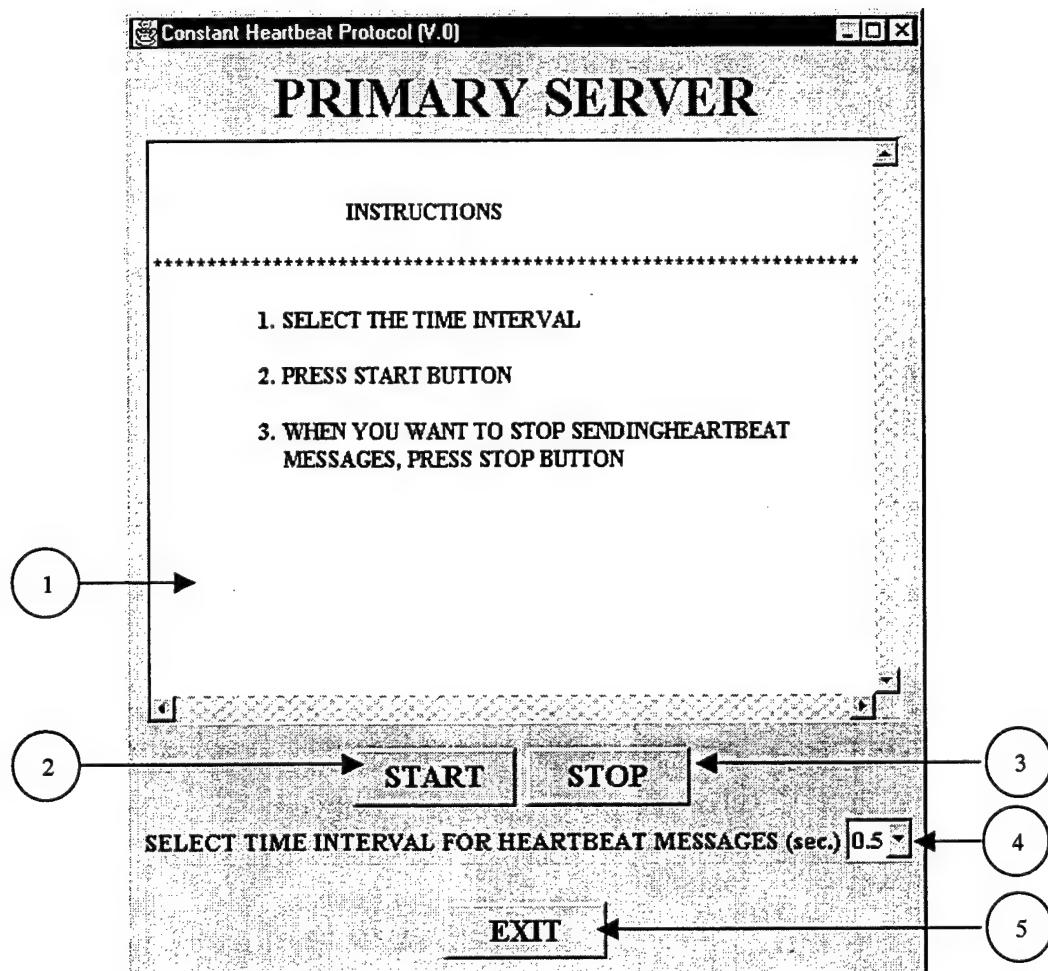 Constant Heartbeat Protocol (V.0)
PRIMARY SERVER
INSTRUCTIONS
******************************************************************
1. SELECT THE TIME INTERVAL
2. PRESS START BUTTON
3. WHEN YOU WANT TO STOP SENDINGHEARTBEAT
MESSAGES, PRESS STOP BUTTON
1
2
START
STOP
3
SELECT TIME INTERVAL FOR HEARTBEAT MESSAGES (sec.) 0.5
4
EXIT
5